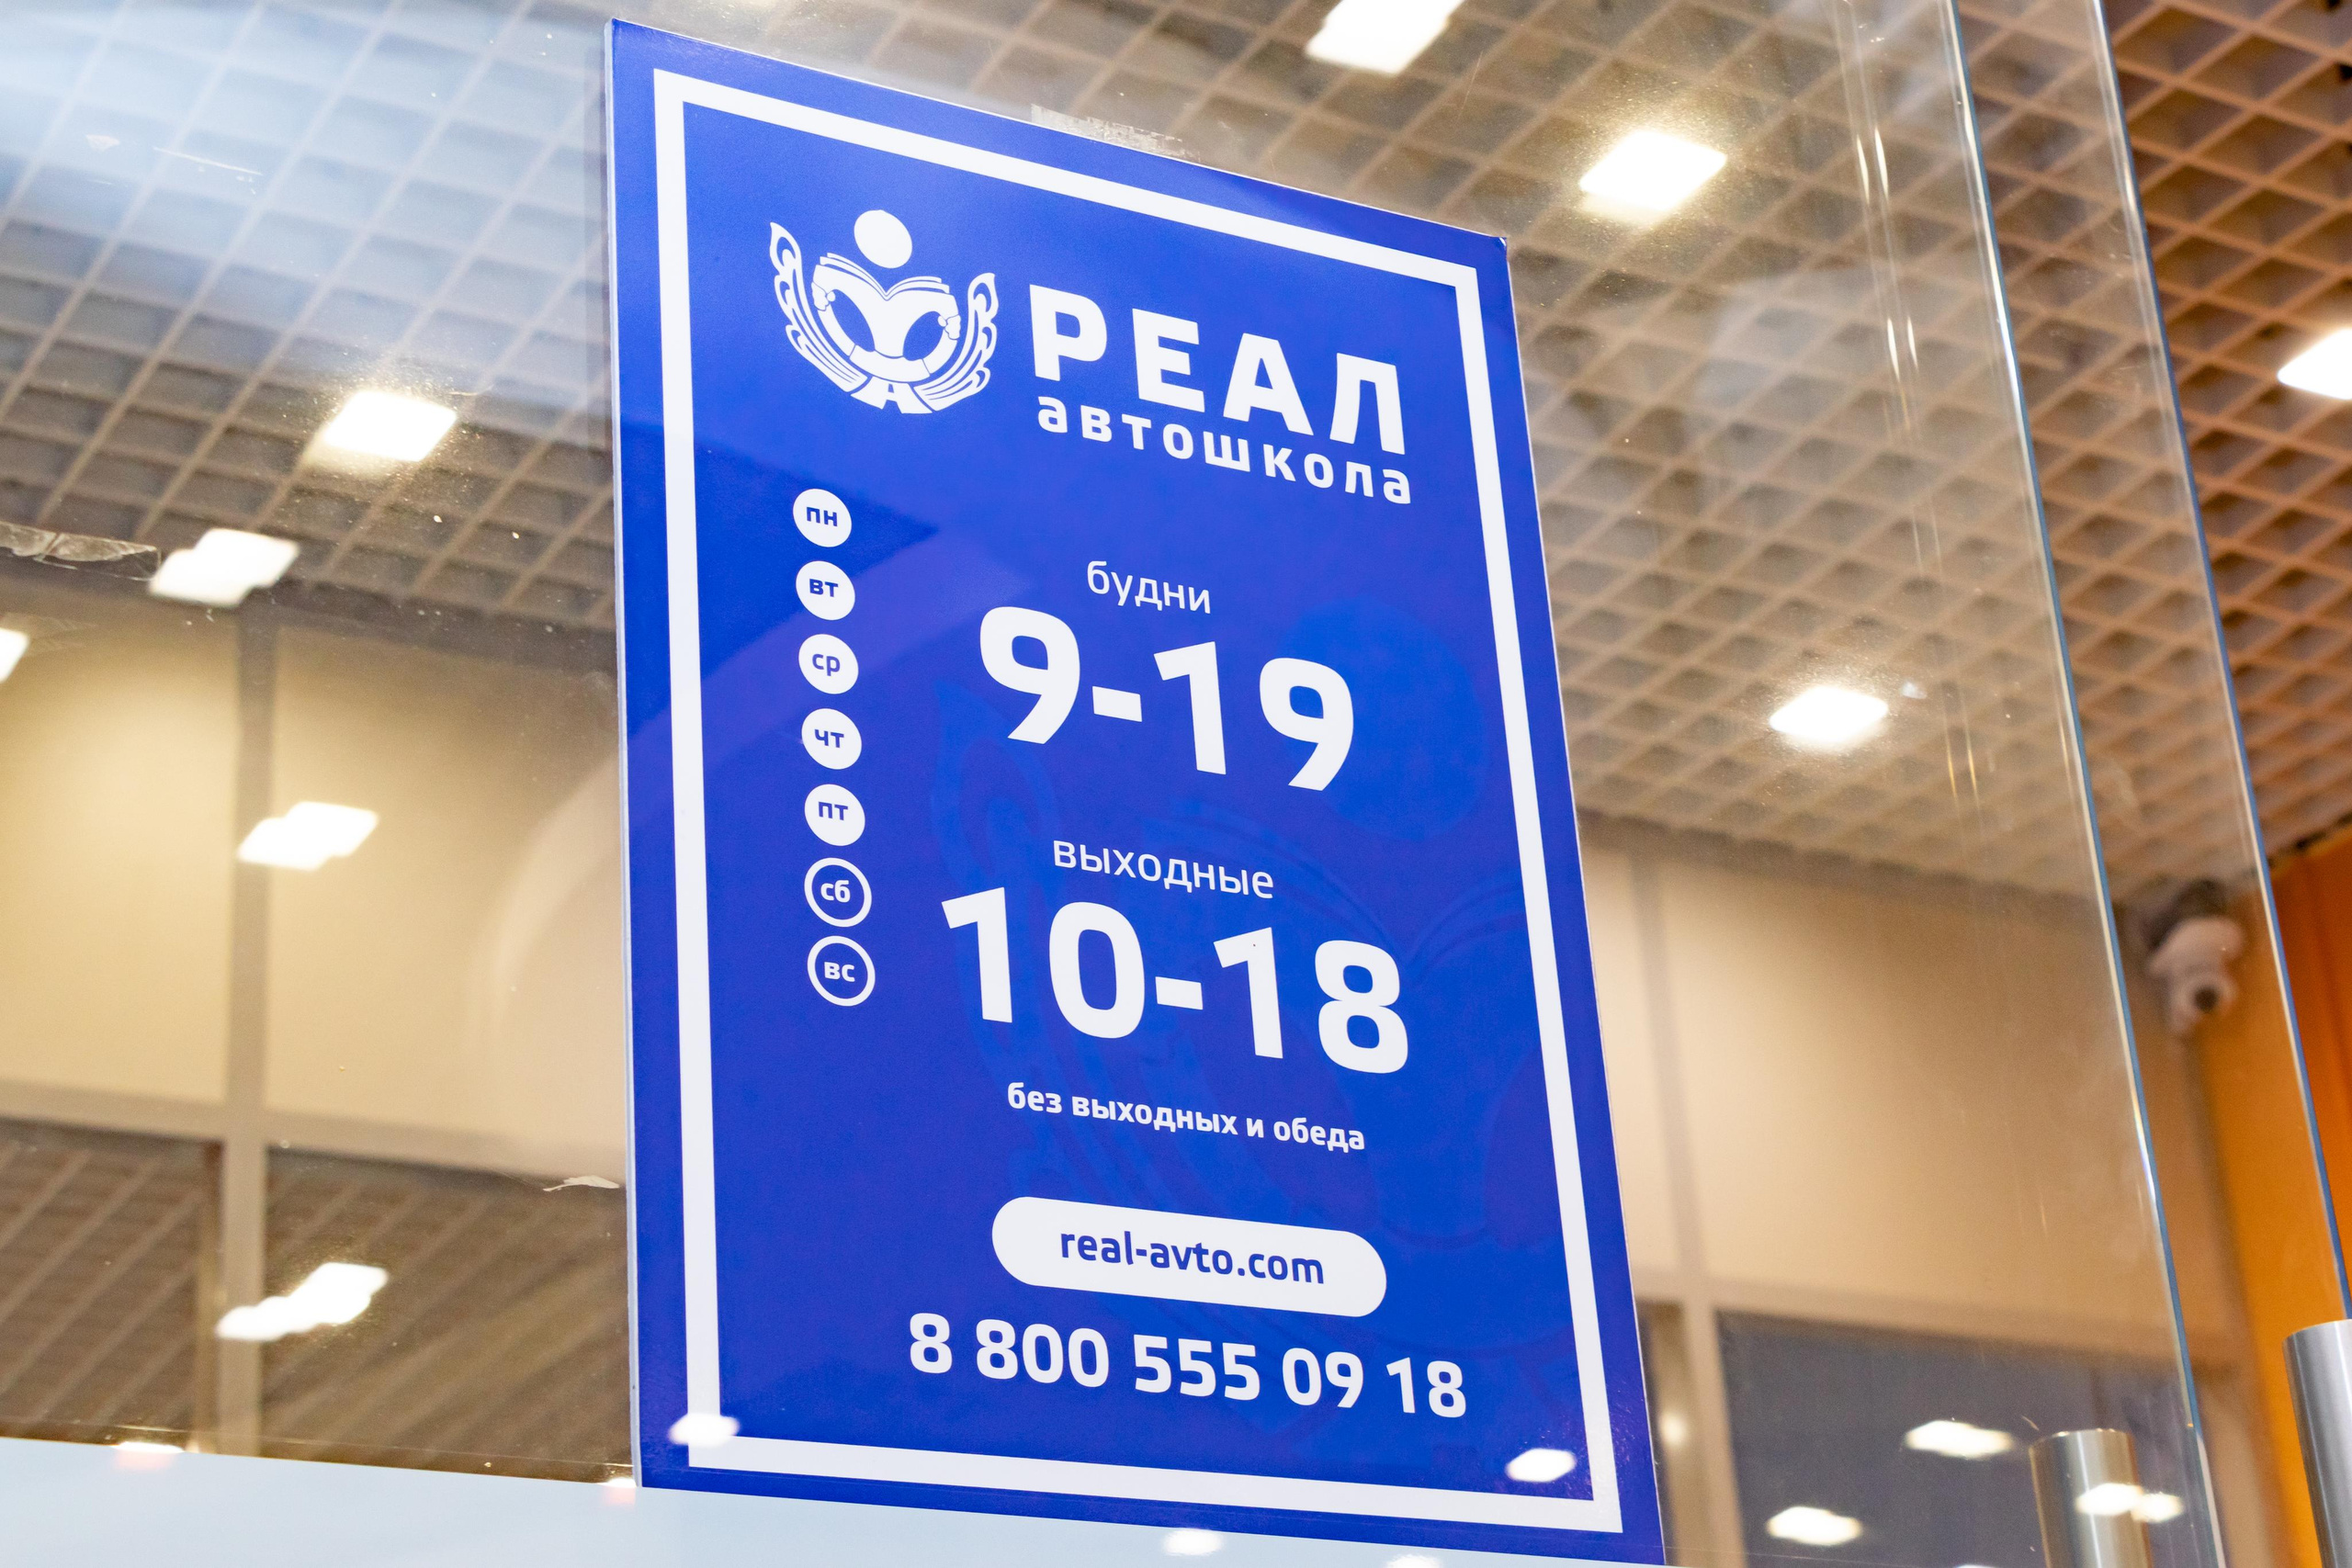 РЕАЛ
автошкола
пн
вт
ср
чт
пт
сб
вс
будни
9-19
выходные
10-18
без выходных и обеда
real-avto.com
8 800 555 09 18